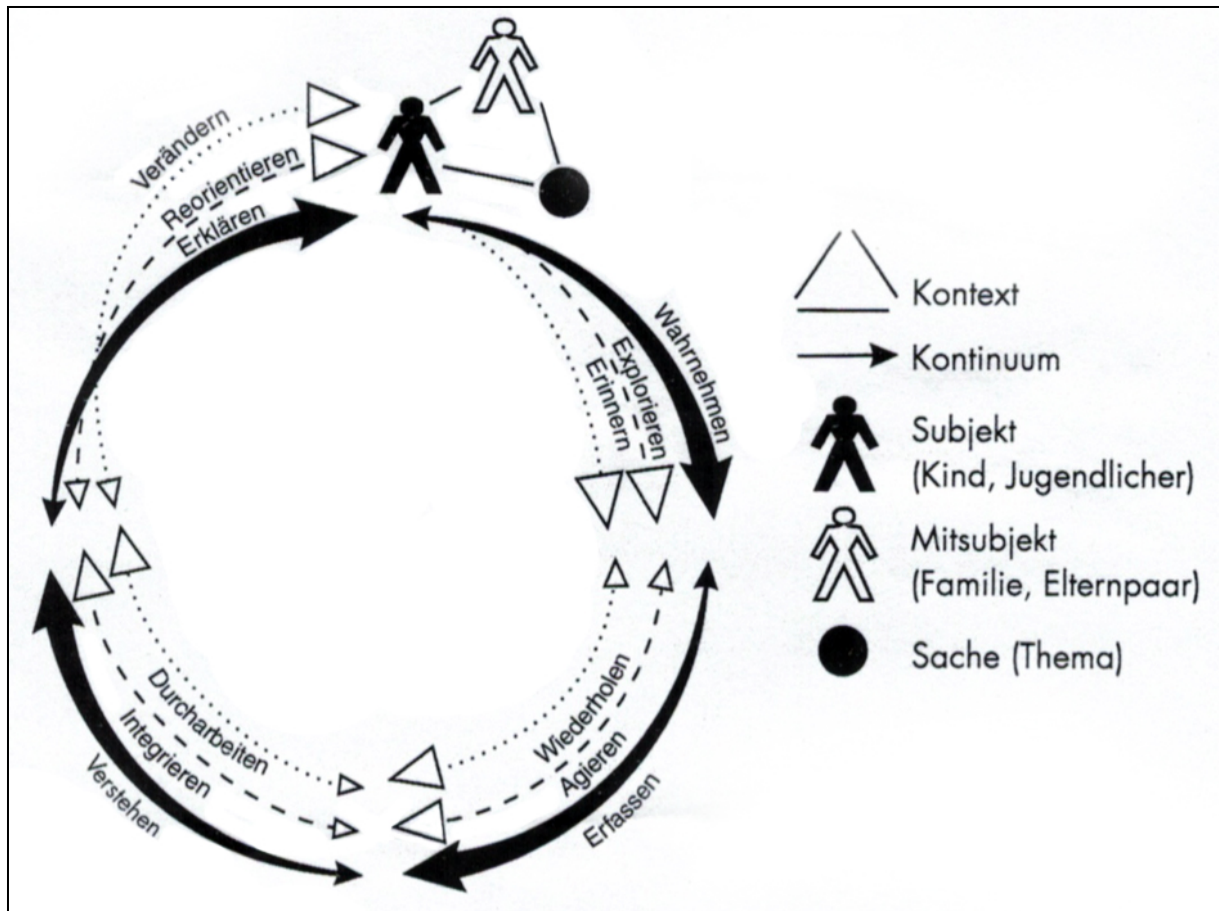 Verändern
Reorientieren
Erklären
Wahrnehmen
Explorieren
Erinnern
Wiederholen
Agieren
Erfassen
Durcharbeiten
Integrieren
Verstehen
Kontext
Kontinuum
Subjekt
(Kind, Jugendlicher)
Mitsubjekt
(Familie, Elternpaar)
Sache (Thema)